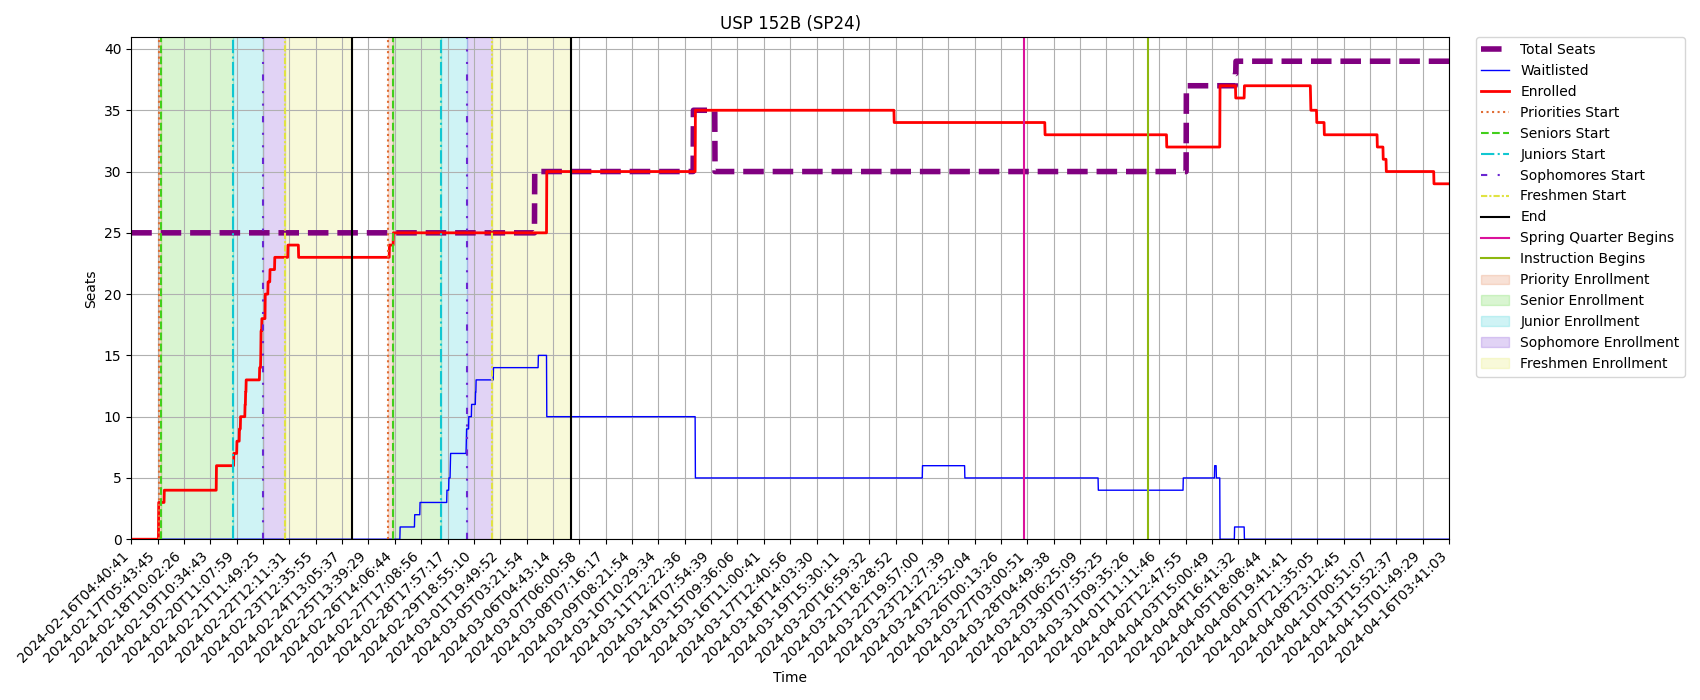 USP 152B (SP24)
Seats
40
35
30
25
20
15
10
5
0
2024-02-16T04:40:41
2024-02-17T05:43:45
2024-02-18T10:02:26
2024-02-19T10:34:43
2024-02-20T11:07:59
2024-02-21T11:49:25
2024-02-22T12:11:31
2024-02-23T12:35:53
2024-02-24T13:05:37
2024-02-25T13:39:29
2024-02-26T14:06:44
2024-02-27T17:08:56
2024-02-28T17:57:17
2024-02-29T18:55:10
2024-03-01T19:49:52
2024-03-05T03:21:54
2024-03-06T04:43:14
2024-03-07T06:00:58
2024-03-08T07:16:17
2024-03-09T08:21:54
2024-03-10T10:29:34
2024-03-11T12:22:36
2024-03-14T07:54:39
2024-03-15T09:36:06
2024-03-16T11:00:41
2024-03-17T12:40:56
2024-03-18T14:03:30
2024-03-19T15:30:11
2024-03-20T16:59:32
2024-03-21T18:28:52
2024-03-22T19:57:00
2024-03-23T21:27:39
2024-03-24T22:52:04
2024-03-26T00:13:26
2024-03-27T03:00:51
2024-03-28T04:49:38
2024-03-29T06:25:09
2024-03-30T07:55:25
2024-03-31T09:35:26
2024-04-01T11:11:46
2024-04-02T12:47:55
2024-04-03T15:00:49
2024-04-04T16:41:32
2024-04-05T18:08:44
2024-04-06T19:41:41
2024-04-07T21:35:05
2024-04-08T23:12:45
2024-04-10T00:51:07
2024-04-13T15:52:37
2024-04-15T01:49:29
2024-04-16T03:41:03
Time
Total Seats
Waitlisted
Enrolled
Priorities Start
Seniors Start
Juniors Start
Sophomores Start
Freshmen Start
End
Spring Quarter Begins
Instruction Begins
Priority Enrollment
Senior Enrollment
Junior Enrollment
Sophomore Enrollment
Freshmen Enrollment